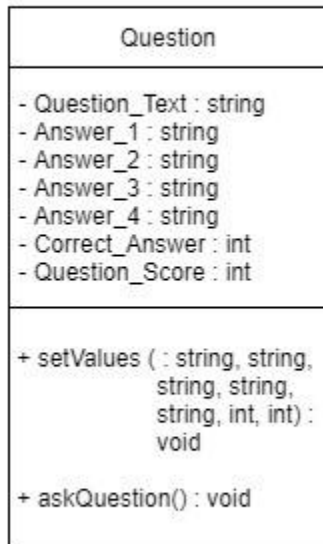 Question
- Question_Text : string
- Answer_1 : string
- Answer_2 : string
- Answer_3 : string
- Answer_4 : string
- Correct_Answer : int
- Question_Score : int
+ setValues ( : string, string,
string, string,
string, int, int) :
void
+ askQuestion() : void